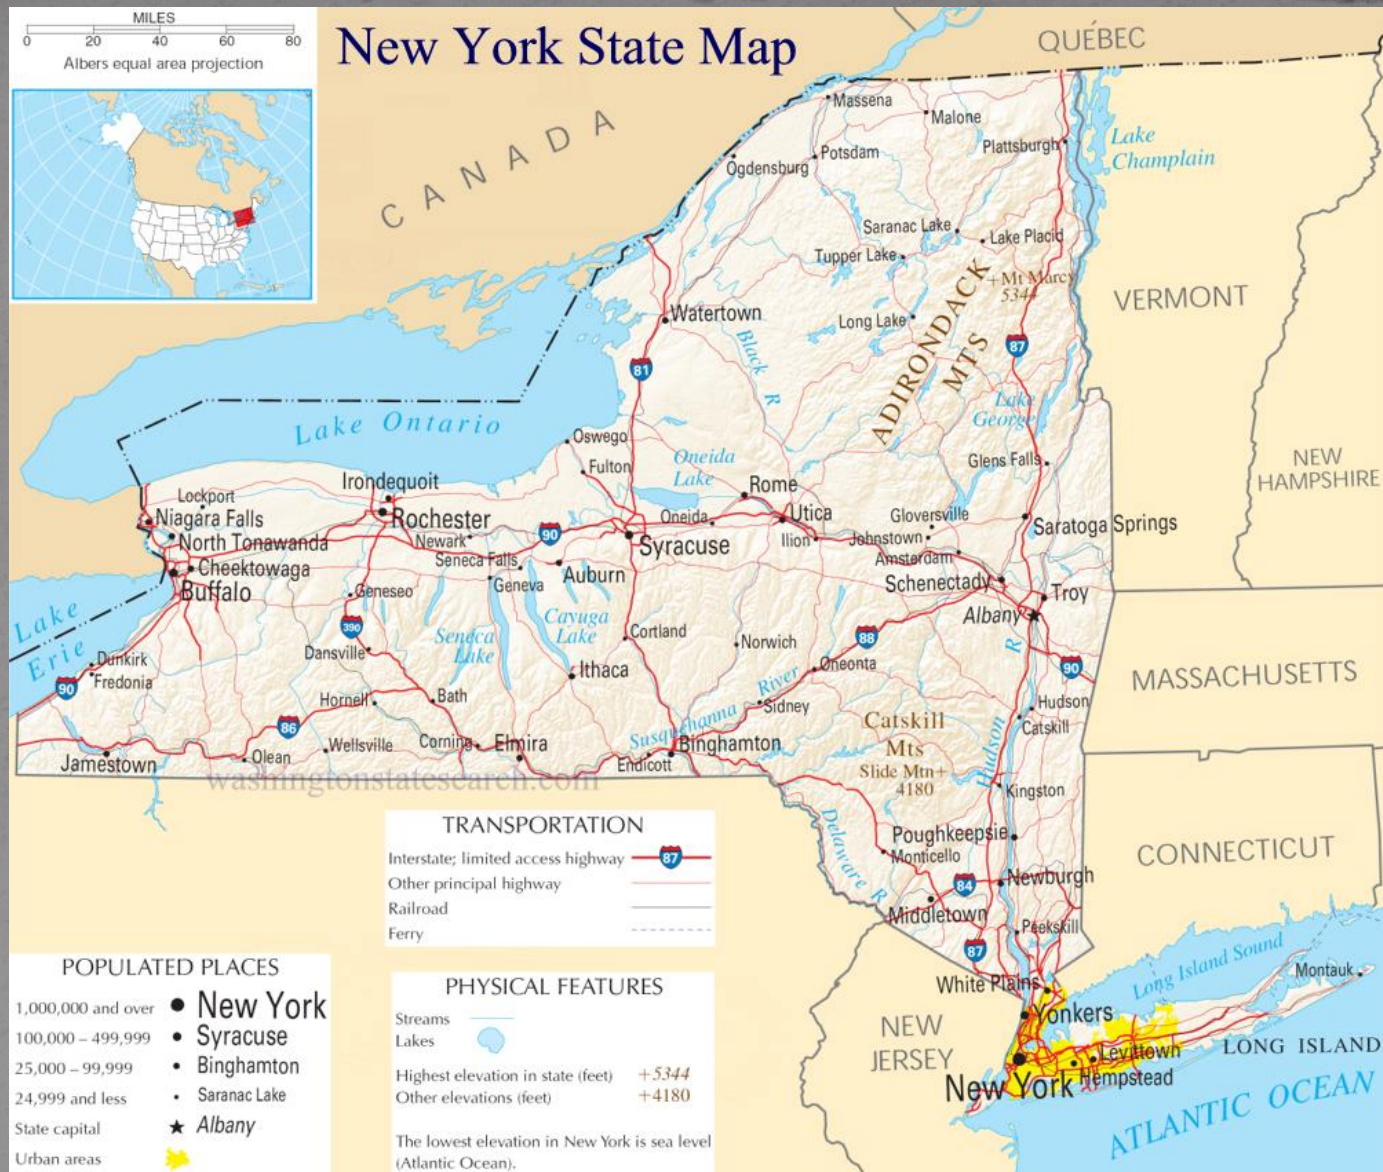 MILES
0 20 40 60 80
Albers equal area projection
New York State Map
QUÉBEC
CANADA
Massena
Malone
Plattsburgh
Lake
Champlain
Ogdensburg
Potsdam
Saranac Lake
Lake Placid
Tupper Lake
+Mt Marcy
5344
VERMONT
Long Lake
ADIRONDACK
MTS
Watertown
Black R
87
81
Lake
George
Lake Ontario
Oswego
Fulton
Oneida
Lake
Glens Falls
NEW
HAMPSHIRE
Irondequoit
Lockport
Rome
Niagara Falls
Rochester
90
Oneida
Utica
Gloversville
Saratoga Springs
North Tonawanda
Newark
Syracuse
Ilion
Johnstown
Cheektowaga
Seneca Falls
Auburn
Amsterdam
Buffalo
Geneseo
Geneva
Schenectady
Troy
Albany
Lake
Erie
390
Seneca
Lake
Cayuga
Lake
Cortland
Norwich
88
R
Dunkirk
Fredonia
90
Dansville
Ithaca
Oneonta
90
MASSACHUSETTS
Hornell
Bath
Susquehanna River
Sidney
Hudson
Catskill
86
Catskill
Mts
Hudson
Jamestown
Olean
Wellsville
Corning
Elmira
Endicott
Binghamton
Slide Mtn+
4180
washingtonstatesearch.com
Kingston
Delaware R
Poughkeepsie
Monticello
CONNECTICUT
84
Newburgh
Middletown
Peekskill
87
White Plains
Long Island Sound
Montauk
Yonkers
NEW
JERSEY
Levittown
LONG ISLAND
New York
Hempstead
ATLANTIC OCEAN
TRANSPORTATION
Interstate; limited access highway 87
Other principal highway
Railroad
Ferry
POPULATED PLACES
1,000,000 and over New York
100,000 – 499,999 Syracuse
25,000 – 99,999 Binghamton
24,999 and less Saranac Lake
State capital Albany
Urban areas
PHYSICAL FEATURES
Streams
Lakes
Highest elevation in state (feet) +5344
Other elevations (feet) +4180
The lowest elevation in New York is sea level
(Atlantic Ocean).